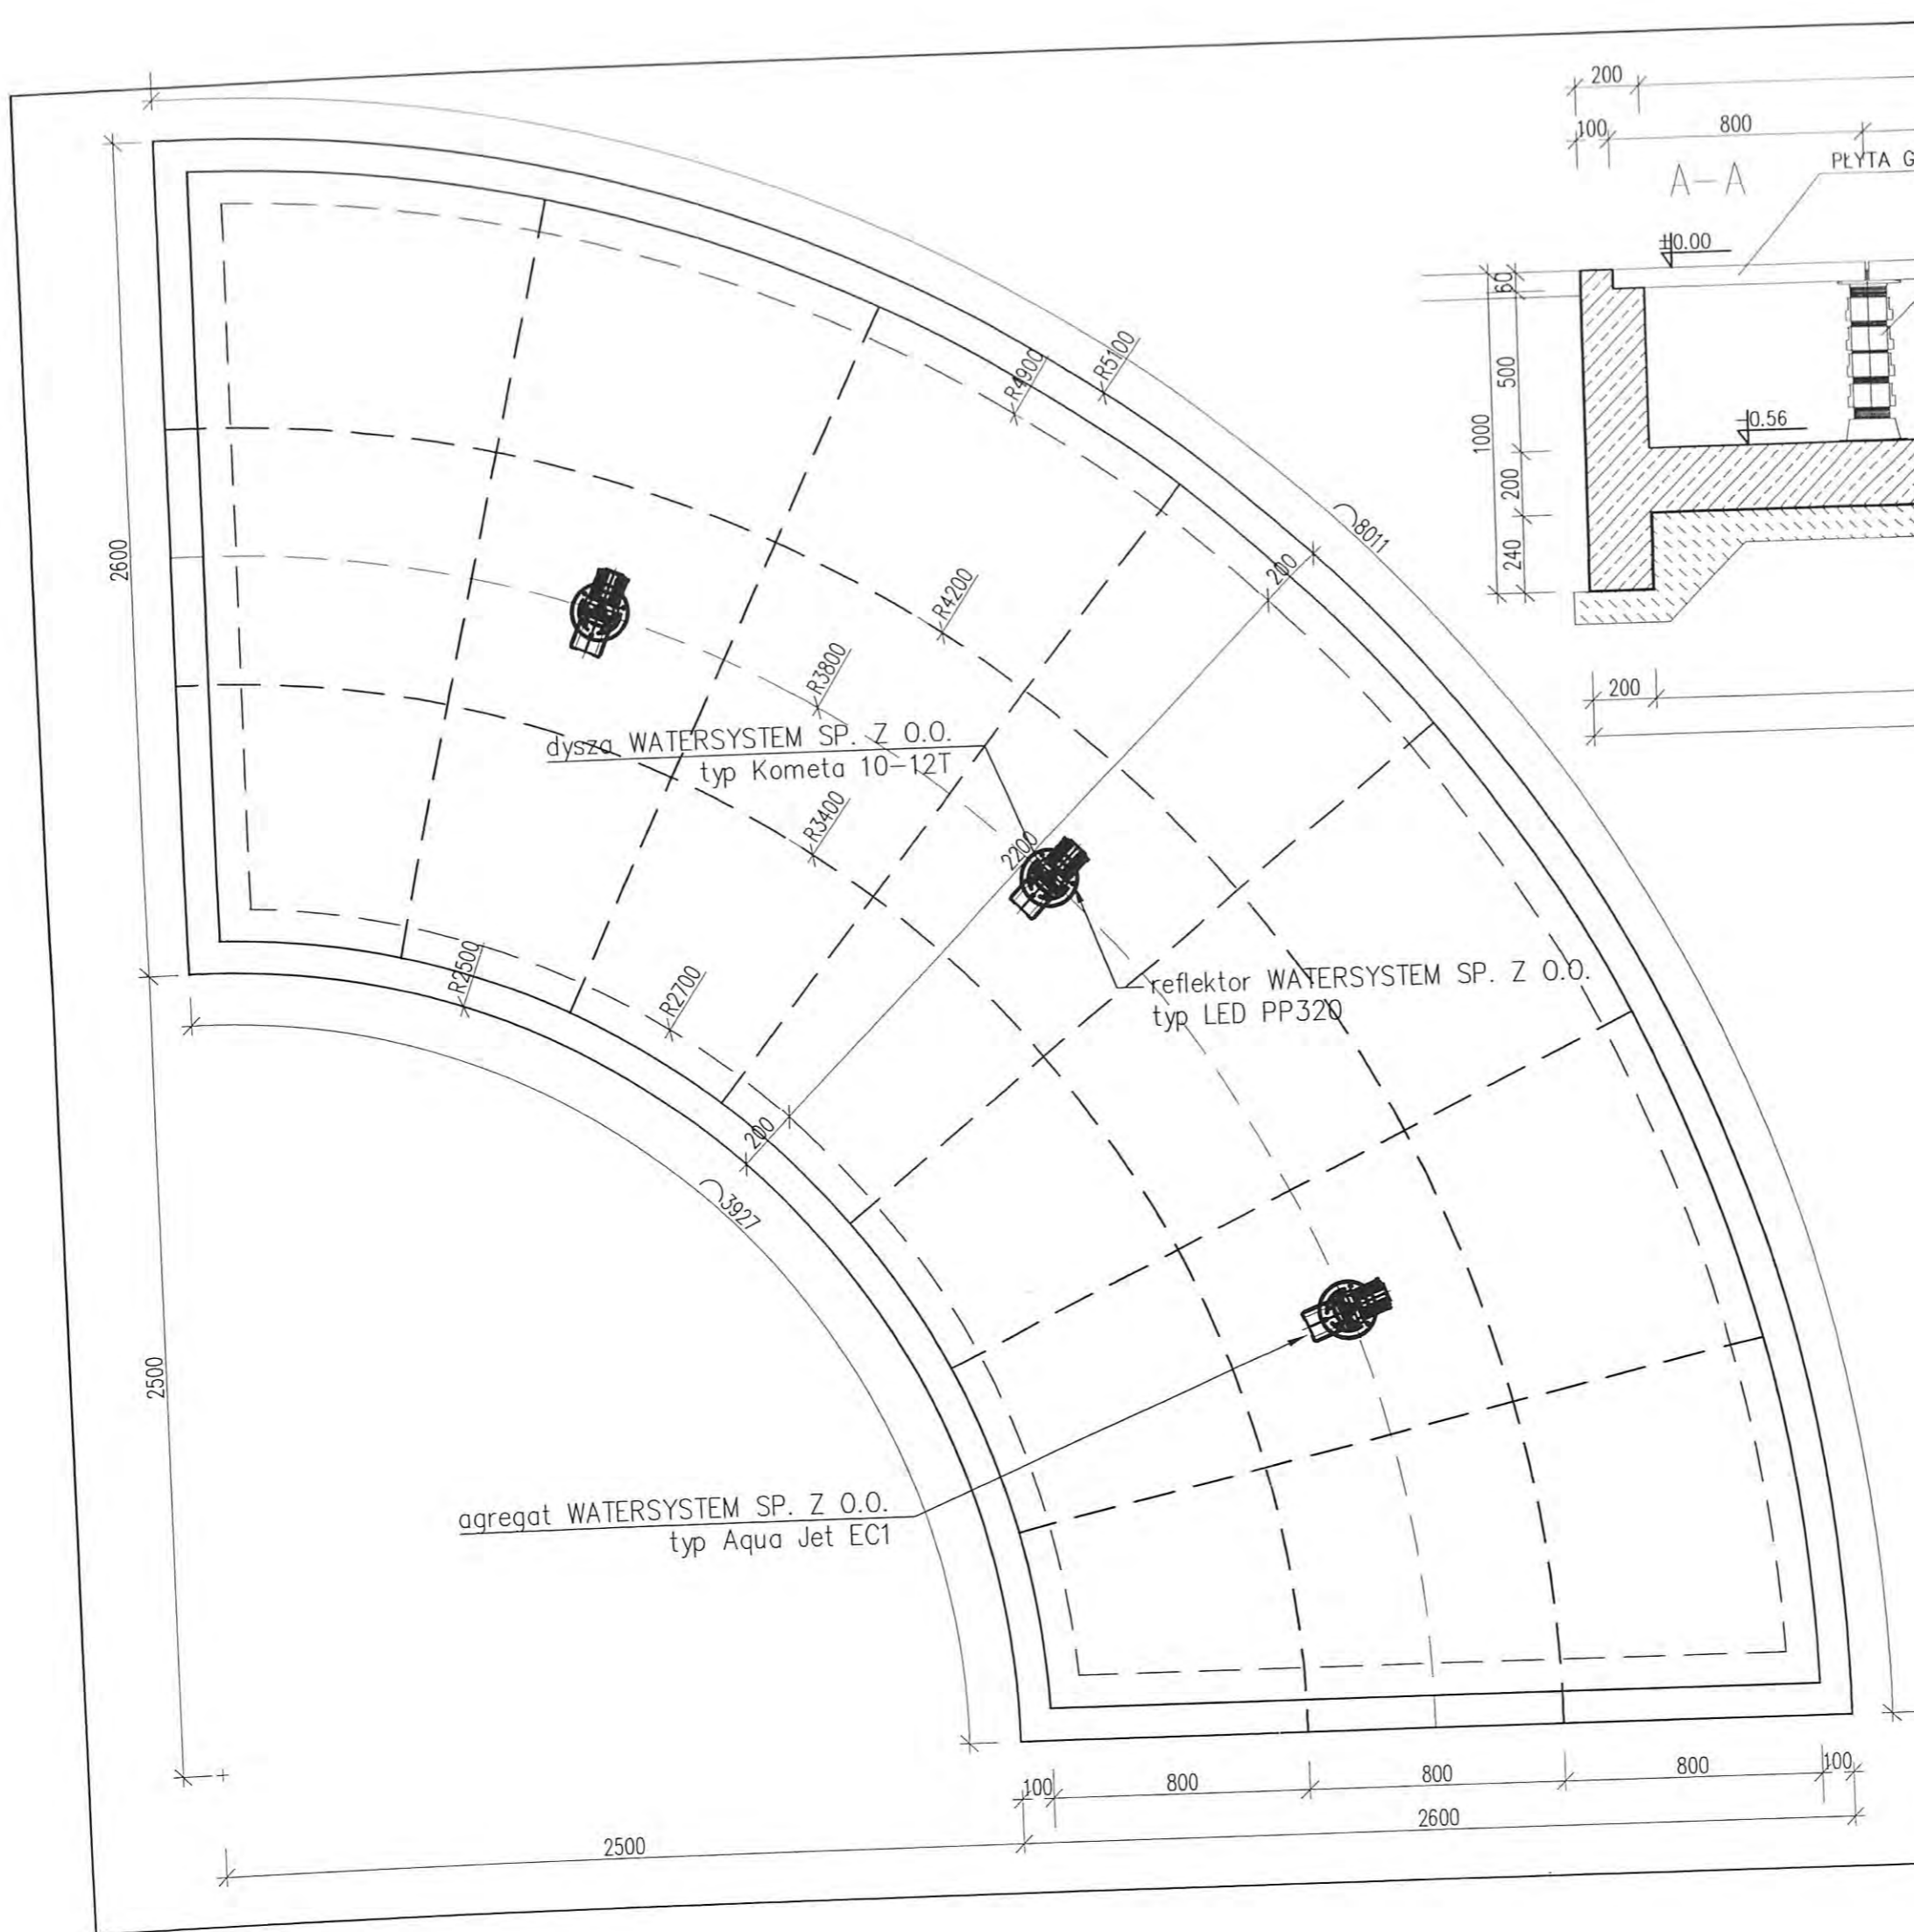 200
100
800
A-A
PŁYTA G
±0.00
60
500
1000
-0.56
200
240
200
2600
R4900
R5100
8011
200
R4200
R3800
dysza WATERSYSTEM SP. Z O.O.
typ Kometa 10-12T
R3400
2200
reflektor WATERSYSTEM SP. Z O.O.
typ LED PP320
R2500
R2700
200
3927
2500
agregat WATERSYSTEM SP. Z O.O.
typ Aqua Jet EC1
100
800
800
800
100
2500
2600